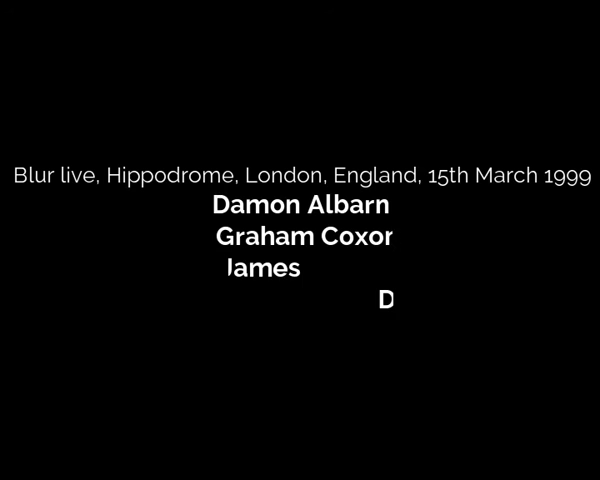 Blur live, Hippodrome, London, England, 15th March 1999
Damon Albarn
Graham Coxon
James
D